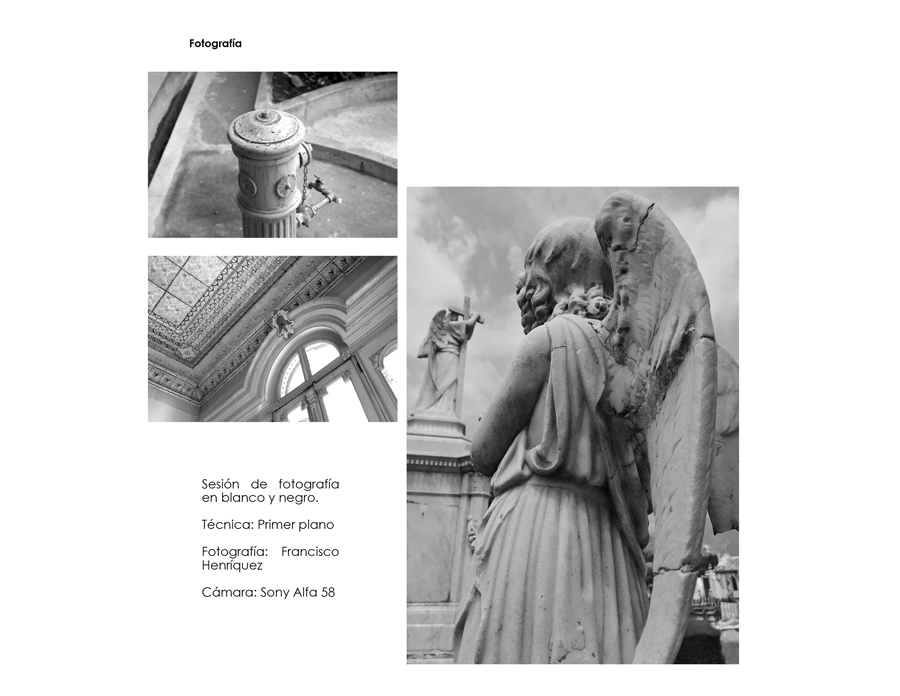 Fotografía
Sesión de fotografía
en blanco y negro.
Técnica: Primer plano
Fotografía: Francisco
Henríquez
Cámara: Sony Alfa 58